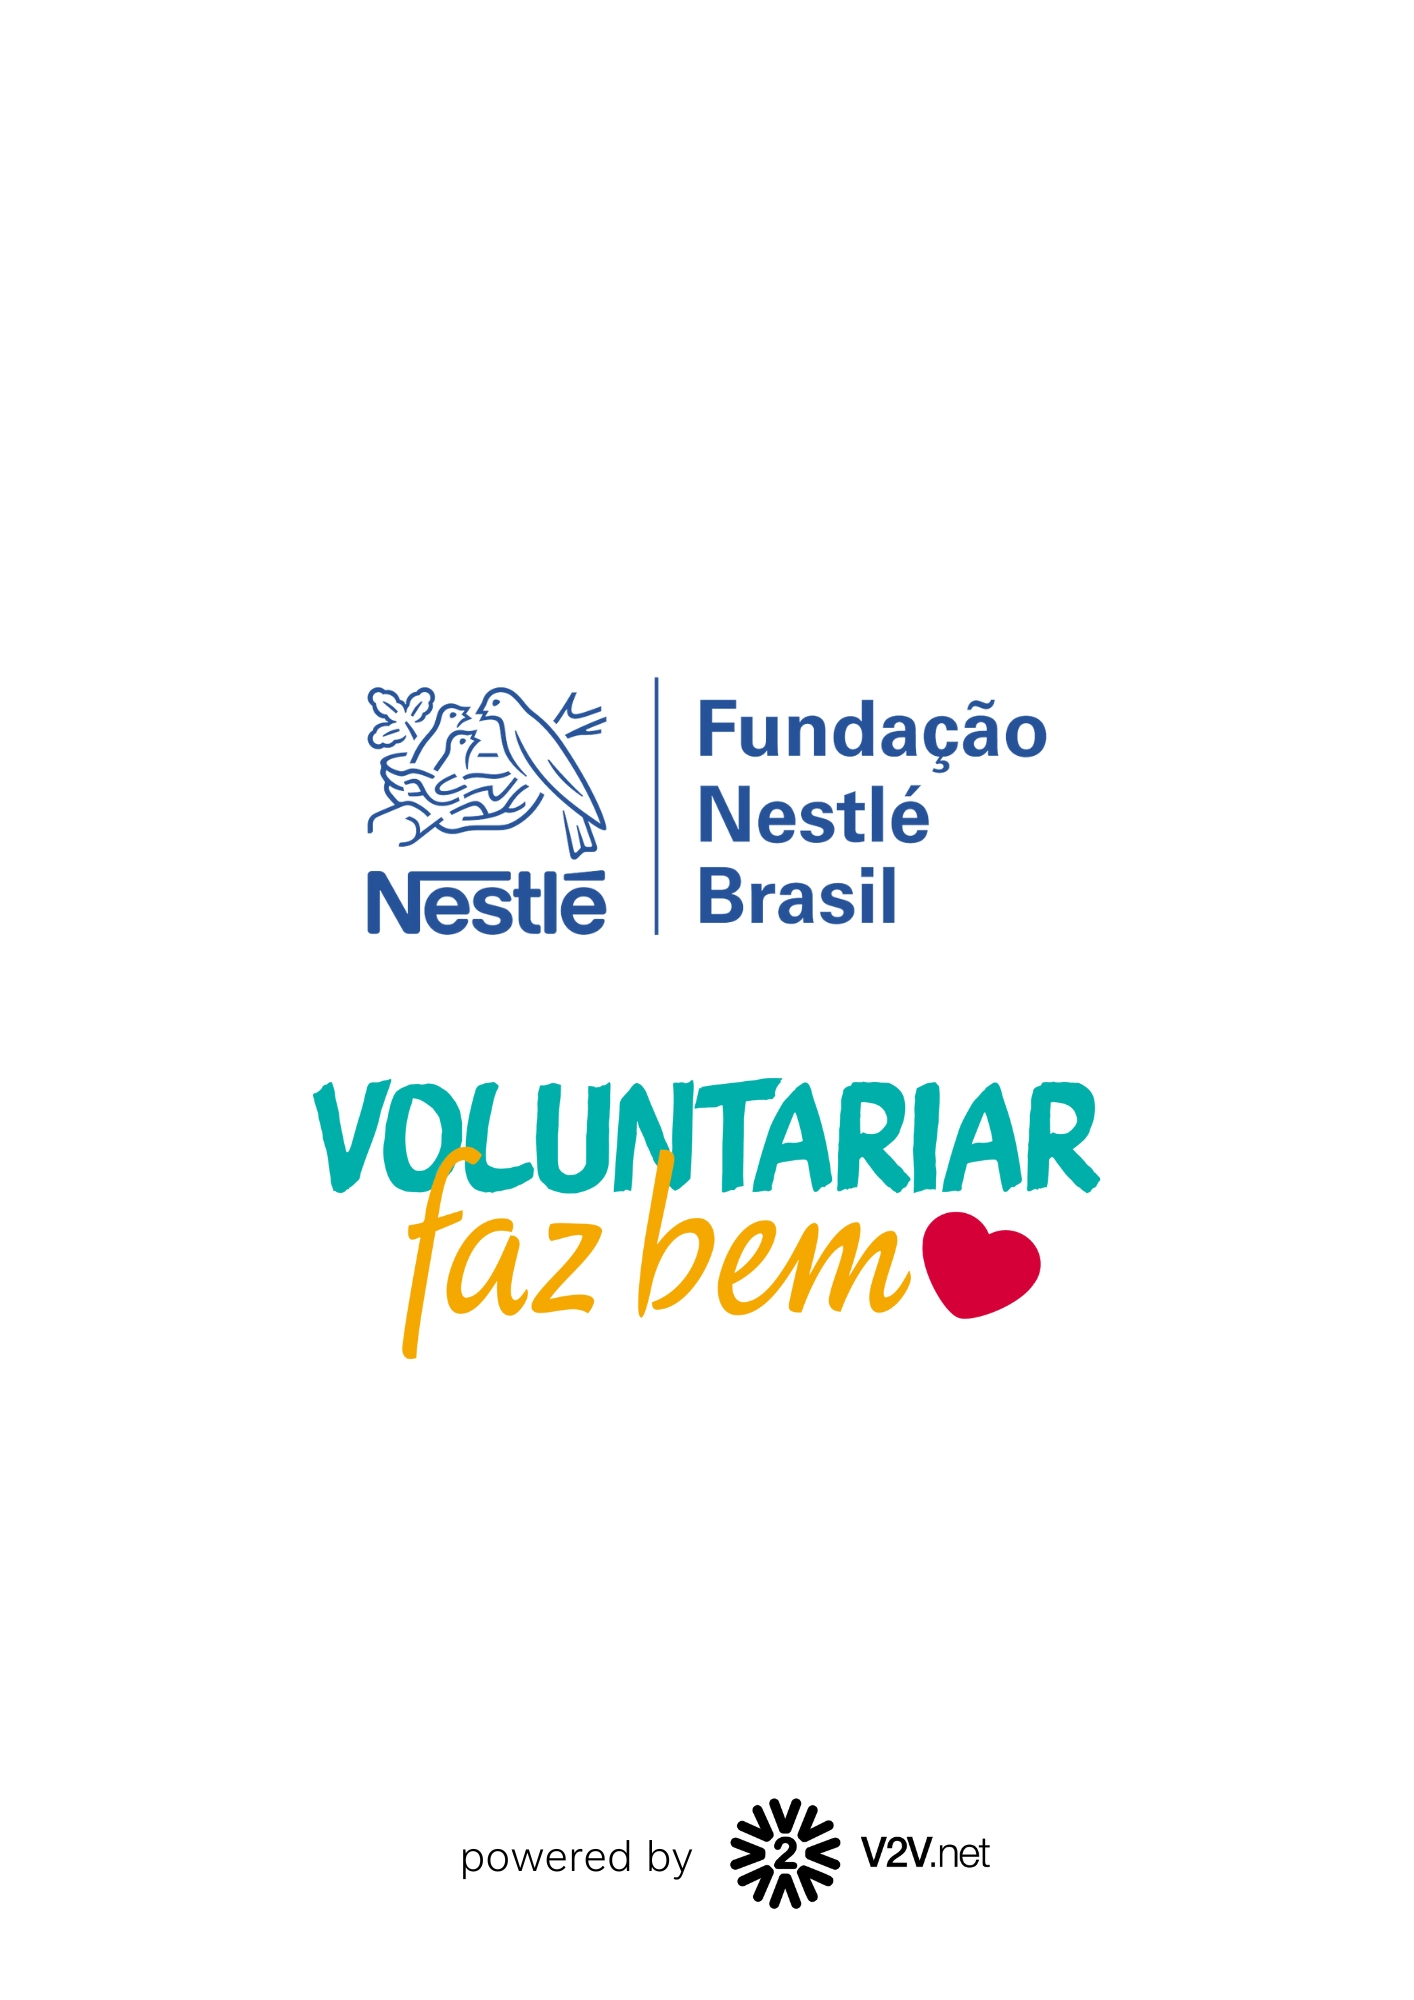 Nestlé
Fundação
Nestlé
Brasil
VOLUNTARIAR
faz bem
powered by
2
V2V.net